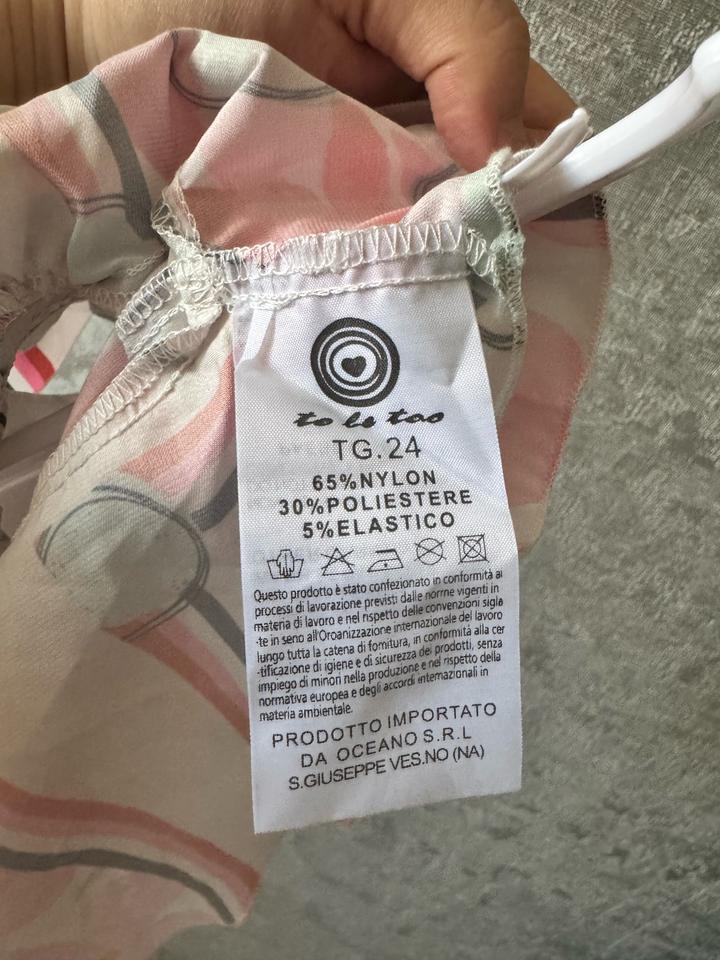 to be too
TG.24
65%NYLON
30%POLIESTERE
5%ELASTICO
Questo prodotto è stato confezionato in conformità ai
processi di lavorazione previsti dalle norme vigenti in
materia di lavoro e nel rispetto delle convenzioni sigla
-te in seno all'Oroanizzazione internazionale del lavoro
lungo tutta la catena di fornitura, in conformità alla cer
-tificazione di igiene e di sicurezza dei prodotti, senza
impiego di minori nella produzione e nel rispetto della
normativa europea e degli accordi internazionali in
materia ambientale.
PRODOTTO IMPORTATO
DA OCEANO S.R.L
S.GIUSEPPE VES.NO (NA)